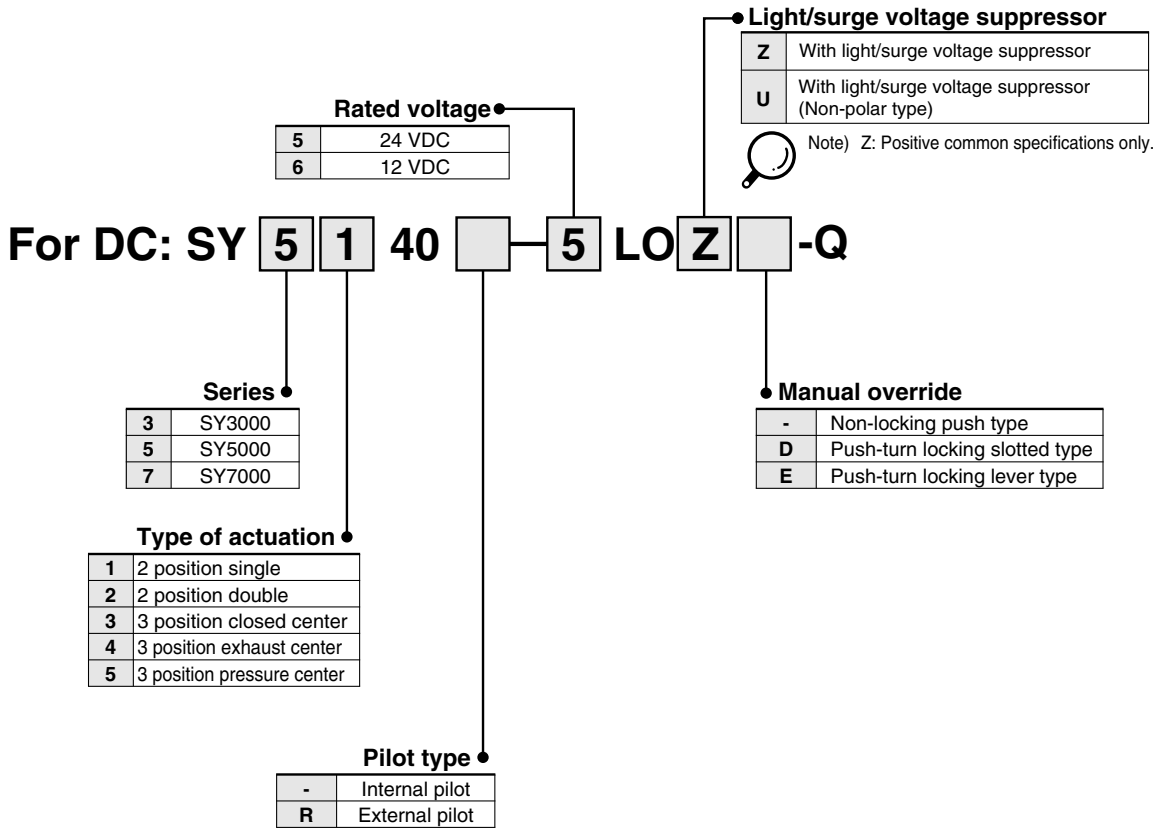 Light/surge voltage suppressor
Z With light/surge voltage suppressor
U With light/surge voltage suppressor
(Non-polar type)
Note) Z: Positive common specifications only.
Rated voltage
5 24 VDC
6 12 VDC
For DC: SY 5 1 40 - 5 LO Z -Q
Series
3 SY3000
5 SY5000
7 SY7000
Manual override
- Non-locking push type
D Push-turn locking slotted type
E Push-turn locking lever type
Type of actuation
1 2 position single
2 2 position double
3 3 position closed center
4 3 position exhaust center
5 3 position pressure center
Pilot type
- Internal pilot
R External pilot